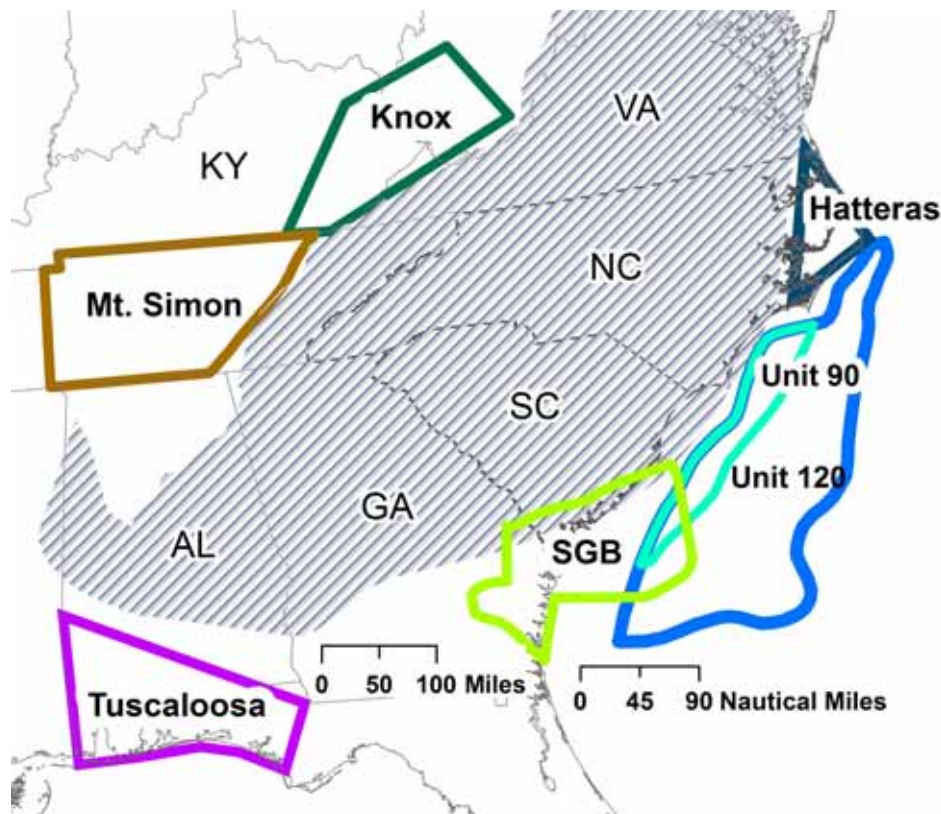 VA
Knox
KY
Hatteras
NC
Mt. Simon
Unit 90
SC
Unit 120
GA
AL
SGB
0 50 100 Miles
0 45 90 Nautical Miles
Tuscaloosa